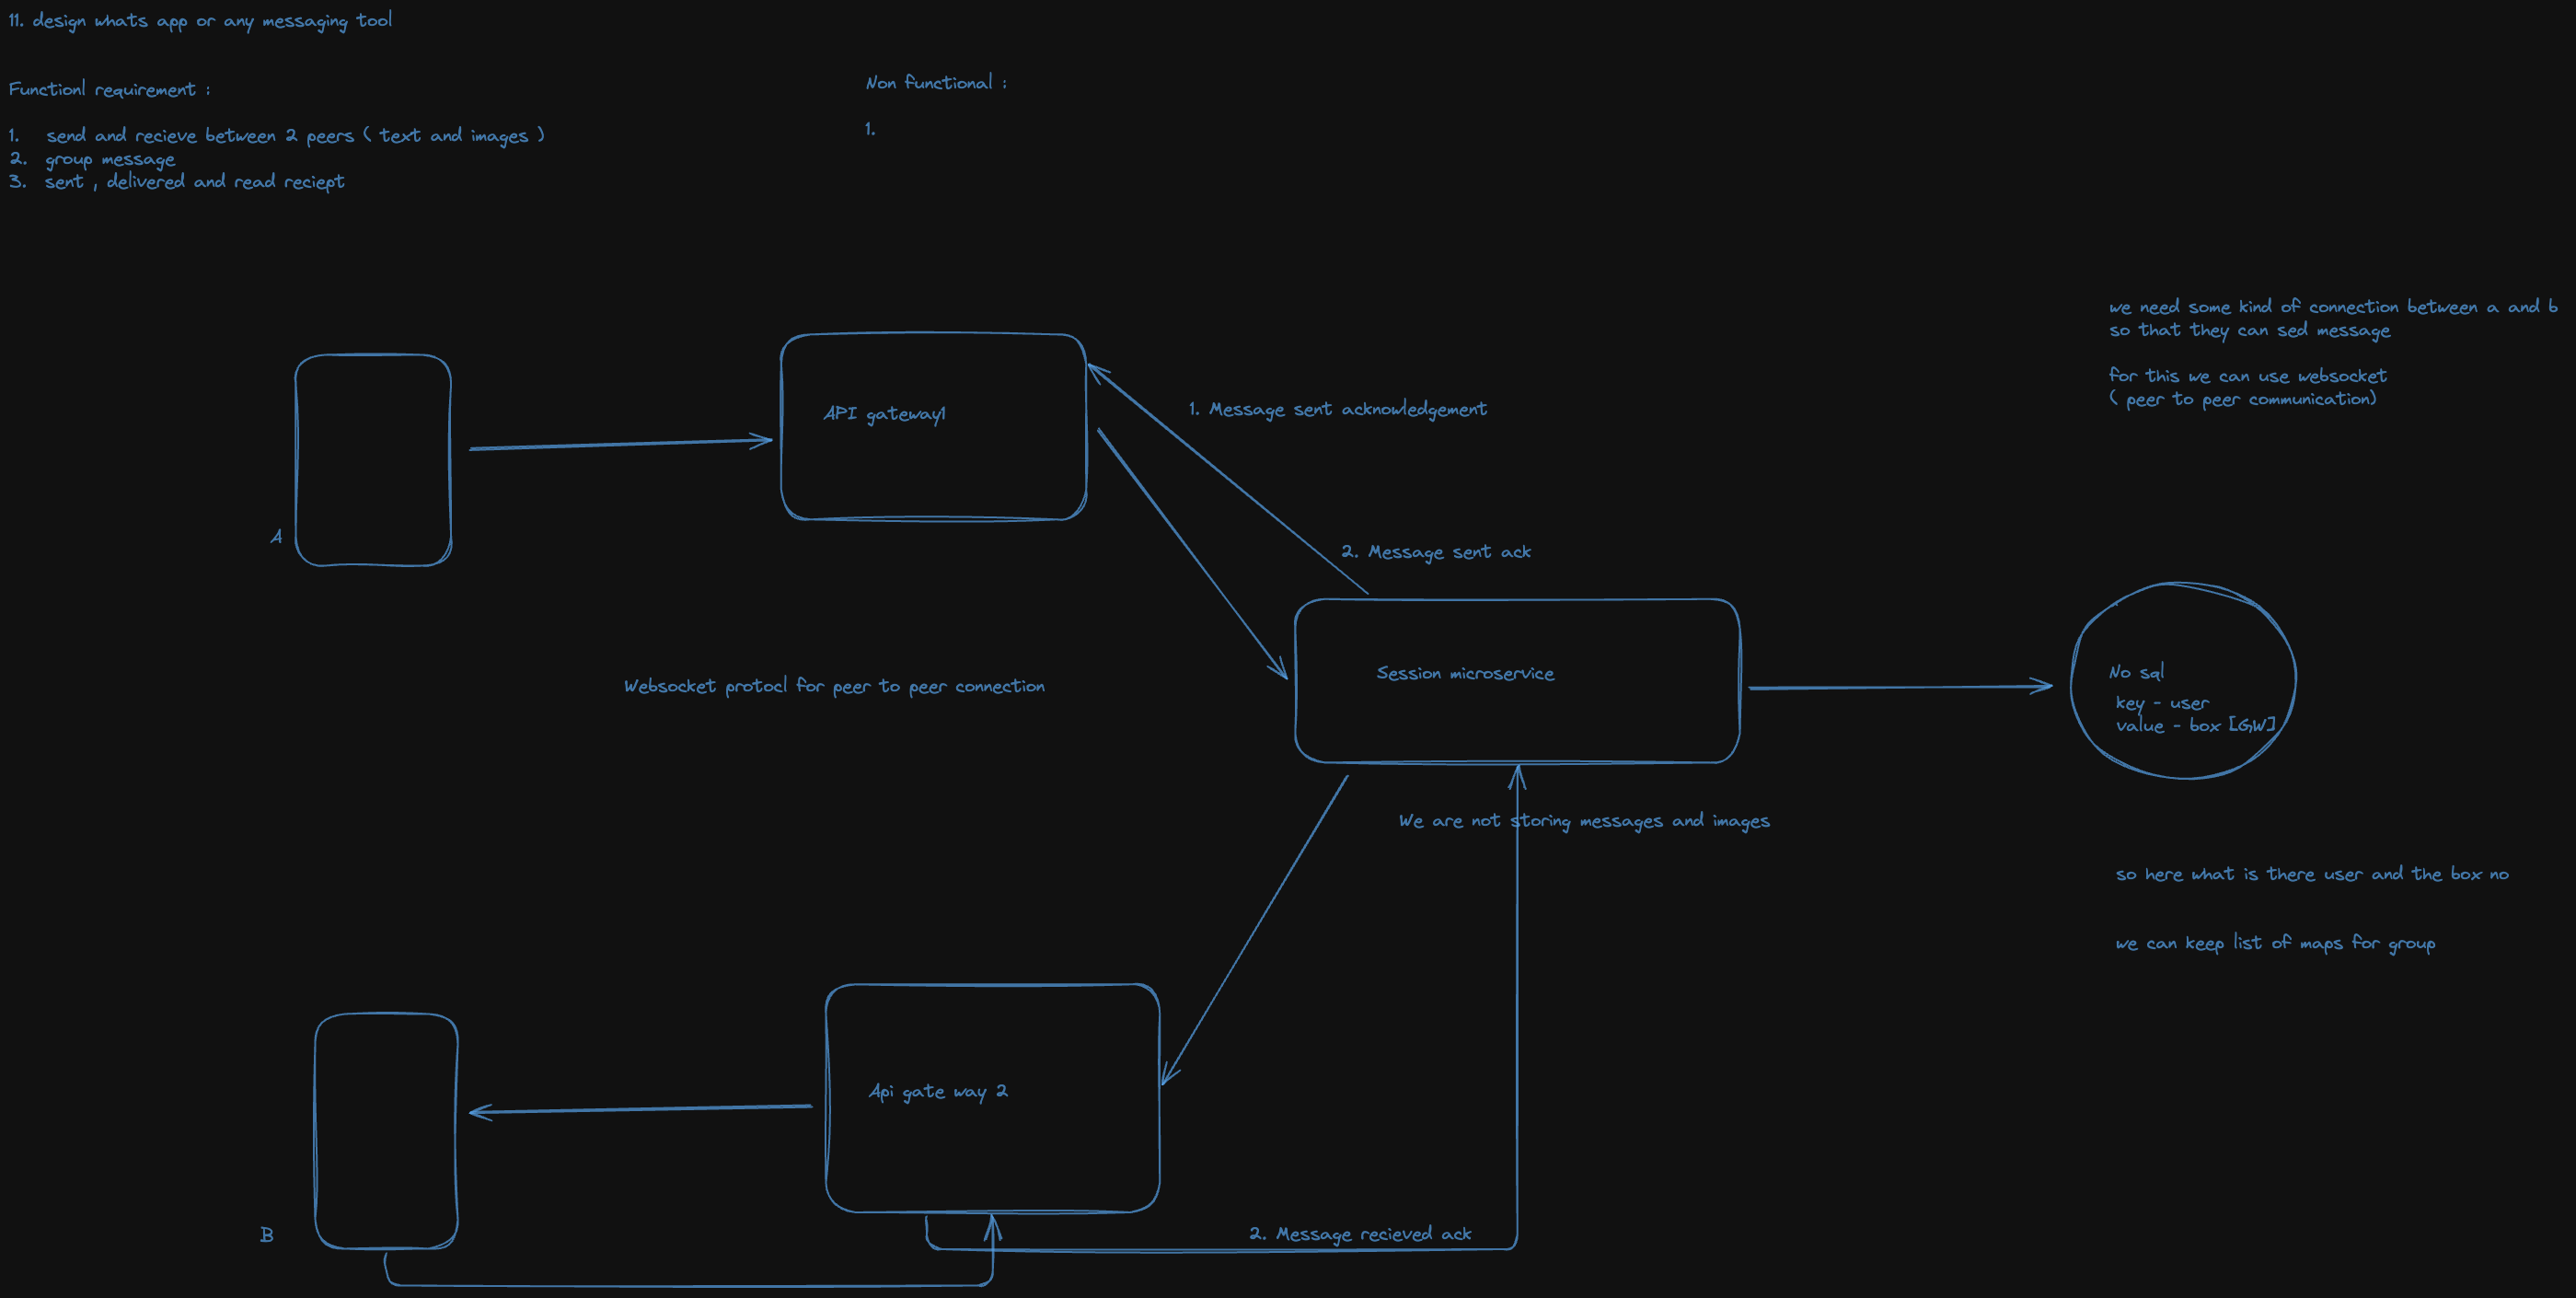 11. design whats app or any messaging tool
Functionl requirement :
1. send and recieve between 2 peers ( text and images )
2. group message
3. sent , delivered and read reciept
Non functional :
1.
we need some kind of connection between a and b
so that they can sed message
for this we can use websocket
( peer to peer communication)
API gateway1
1. Message sent acknowledgement
A
2. Message sent ack
Session microservice
Websocket protocl for peer to peer connection
No sql
key - user
value - box [GW]
We are not storing messages and images
so here what is there user and the box no
we can keep list of maps for group
Api gate way 2
B
2. Message recieved ack